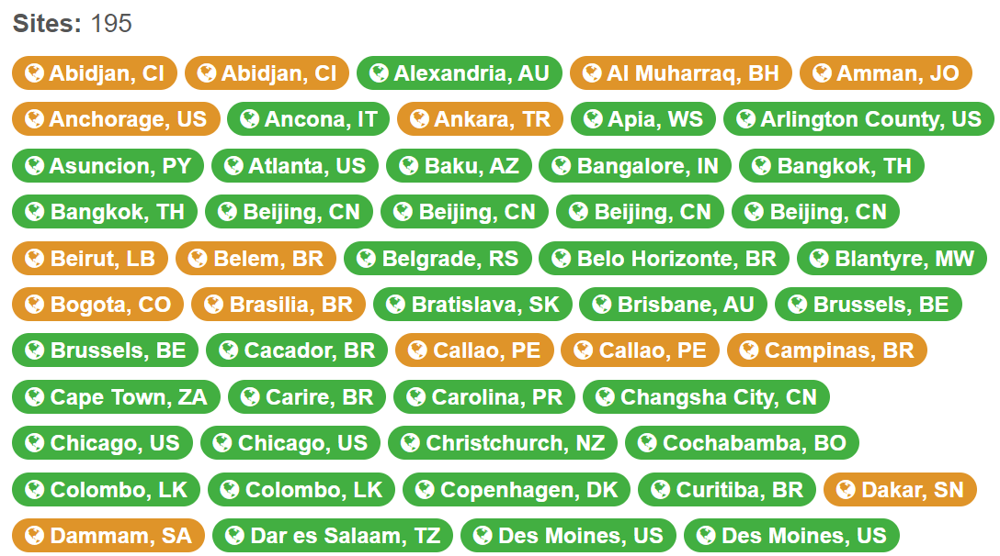 Sites: 195
Abidjan, CI Abidjan, CI Alexandria, AU Al Muharraq, BH Amman, JO
Anchorage, US Ancona, IT Ankara, TR Apia, WS Arlington County, US
Asuncion, PY Atlanta, US Baku, AZ Bangalore, IN Bangkok, TH
Bangkok, TH Beijing, CN Beijing, CN Beijing, CN Beijing, CN
Beirut, LB Belem, BR Belgrade, RS Belo Horizonte, BR Blantyre, MW
Bogota, CO Brasilia, BR Bratislava, SK Brisbane, AU Brussels, BE
Brussels, BE Cacador, BR Callao, PE Callao, PE Campinas, BR
Cape Town, ZA Carire, BR Carolina, PR Changsha City, CN
Chicago, US Chicago, US Christchurch, NZ Cochabamba, BO
Colombo, LK Colombo, LK Copenhagen, DK Curitiba, BR Dakar, SN
Dammam, SA Dar es Salaam, TZ Des Moines, US Des Moines, US